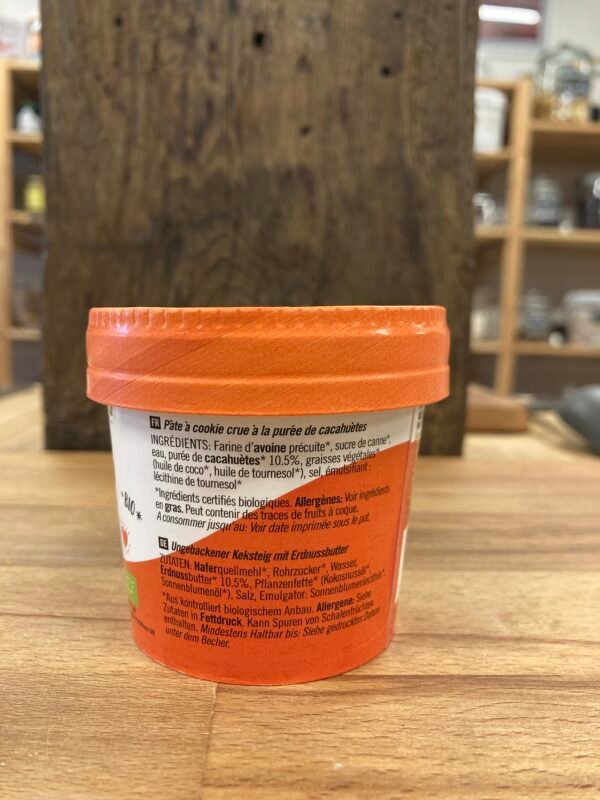 FR Pâte à cookie crue à la purée de cacahuètes
INGRÉDIENTS: Farine d'avoine précuite*, sucre de canne*,
eau, purée de cacahuètes* 10.5%, graisses végétales*
(huile de coco*, huile de tournesol*), sel, émulsifiant :
lécithine de tournesol*
*Ingrédients certifiés biologiques. Allergènes: Voir ingrédients
en gras. Peut contenir des traces de fruits à coque.
A consommer jusqu'au: Voir date imprimée sous le pot.
*BIO*
DE Ungebackener Keksteig mit Erdnussbutter
ZUTATEN: Haferquellmehl*, Rohrzucker*, Wasser,
Erdnussbutter* 10.5%, Pflanzenfette* (Kokosnussöl*,
Sonnenblumenöl*), Salz, Emulgator: Sonnenblumenlecithin*
*Aus kontrolliert biologischem Anbau. Allergene: Siehe
Zutaten in Fettdruck. Kann Spuren von Schalenfrüchten
enthalten. Mindestens Haltbar bis: Siehe gedrucktes Datum
unter dem Becher.